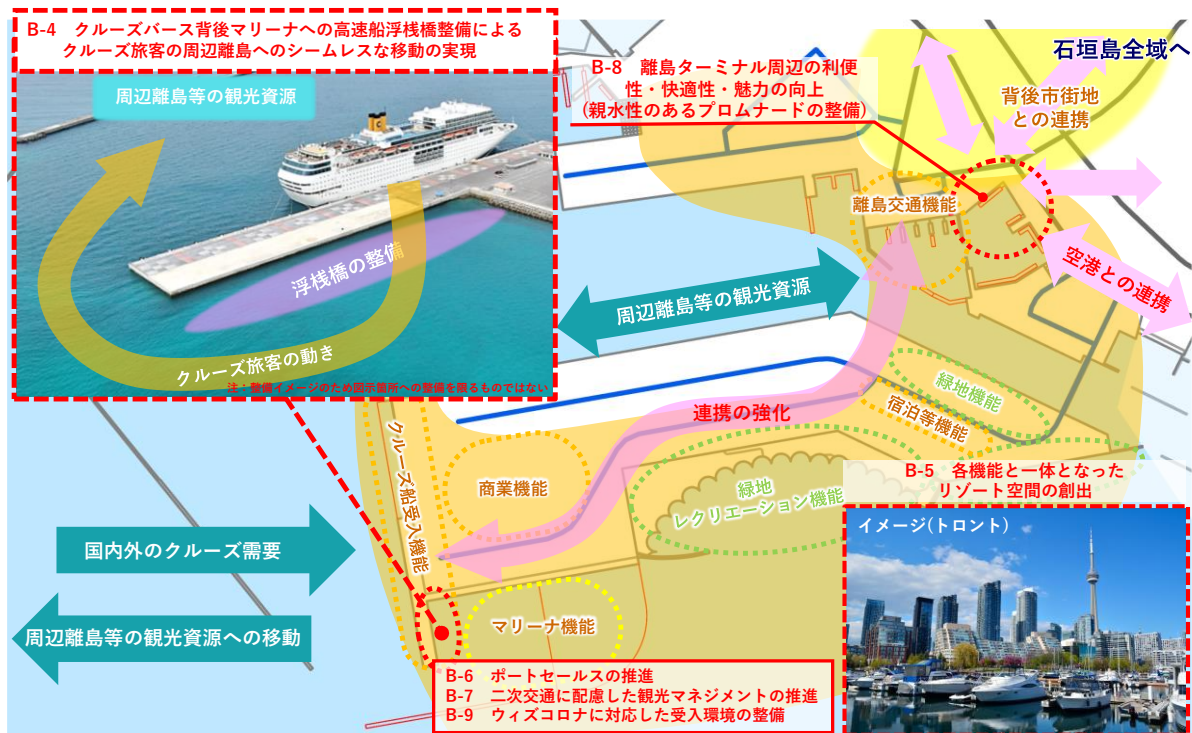 B-4　クルーズバース背後マリーナへの高速船浮桟橋整備による
クルーズ旅客の周辺離島へのシームレスな移動の実現
周辺離島等の観光資源
浮桟橋の整備
クルーズ旅客の動き
注：整備イメージのため図示箇所への整備を限るものではない
B-8　離島ターミナル周辺の利便
性・快適性・魅力の向上
(親水性のあるプロムナードの整備)
石垣島全域へ
背後市街地
との連携
離島交通機能
空港との連携
周辺離島等の観光資源
連携の強化
緑地機能
宿泊等機能
クルーズ船受入機能
商業機能
緑地
レクリエーション機能
B-5　各機能と一体となった
リゾート空間の創出
イメージ(トロント)
国内外のクルーズ需要
周辺離島等の観光資源への移動
マリーナ機能
B-6　ポートセールスの推進
B-7　二次交通に配慮した観光マネジメントの推進
B-9　ウィズコロナに対応した受入環境の整備